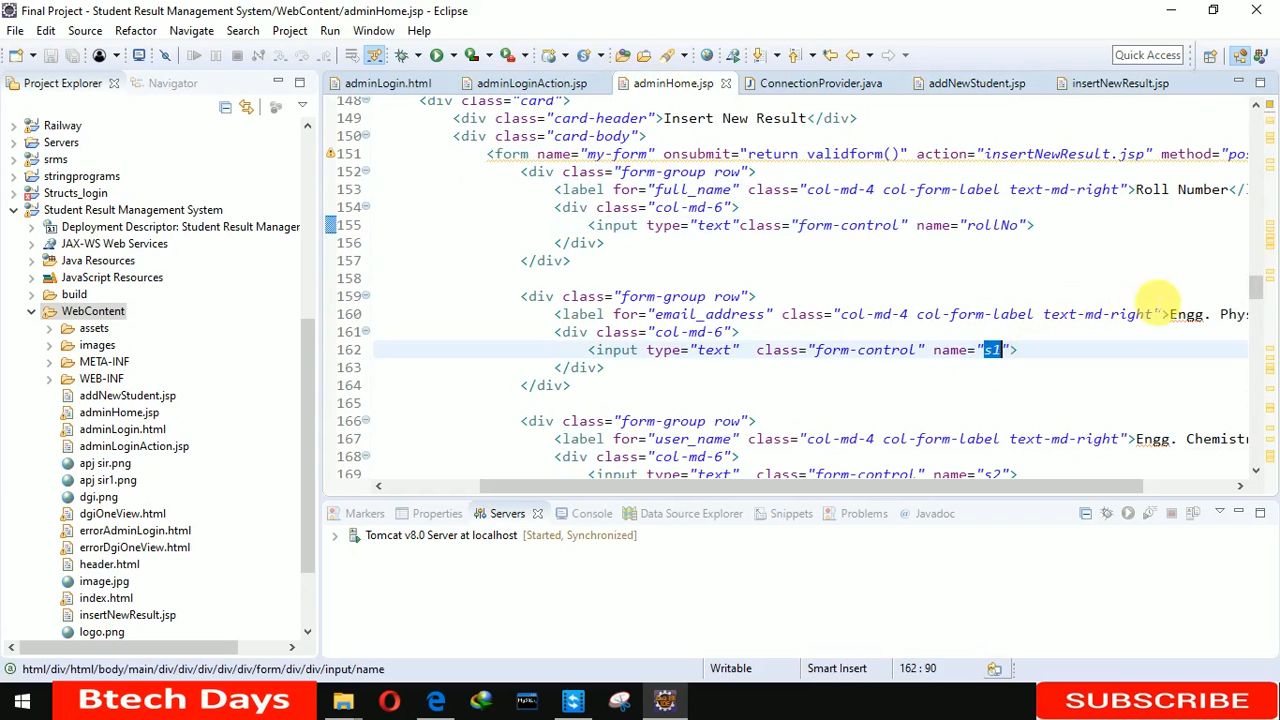 Final Project - Student Result Management System/WebContent/adminHome.jsp - Eclipse
File Edit Source Refactor Navigate Search Project Run Window Help
Quick Access
Project Explorer Navigator
adminLogin.html adminLoginAction.jsp adminHome.jsp ConnectionProvider.java addNewStudent.jsp insertNewResult.jsp
Railway
Servers
srms
stringprograms
Structs_login
Student Result Management System
Deployment Descriptor: Student Result Manager
JAX-WS Web Services
Java Resources
JavaScript Resources
build
WebContent
assets
images
META-INF
WEB-INF
addNewStudent.jsp
adminHome.jsp
adminLogin.html
adminLoginAction.jsp
apj sir.png
apj sir1.png
dgi.png
dgiOneView.html
errorAdminLogin.html
errorDgiOneView.html
header.html
image.jpg
index.html
insertNewResult.jsp
logo.png
148 <div class="card">
149 <div class="card-header">Insert New Result</div>
150 <div class="card-body">
151 <form name="my-form" onsubmit="return validform()" action="insertNewResult.jsp" method="pos
152 <div class="form-group row">
153 <label for="full_name" class="col-md-4 col-form-label text-md-right">Roll Number</l
154 <div class="col-md-6">
155 <input type="text"class="form-control" name="rollNo">
156 </div>
157 </div>
158
159 <div class="form-group row">
160 <label for="email_address" class="col-md-4 col-form-label text-md-right">Engg. Phys
161 <div class="col-md-6">
162 <input type="text" class="form-control" name="s1">
163 </div>
164 </div>
165
166 <div class="form-group row">
167 <label for="user_name" class="col-md-4 col-form-label text-md-right">Engg. Chemistr
168 <div class="col-md-6">
169 <input type="text" class="form-control" name="s2">
Markers Properties Servers Console Data Source Explorer Snippets Problems Javadoc
Tomcat v8.0 Server at localhost [Started, Synchronized]
html/div/html/body/main/div/div/div/div/div/form/div/div/input/name
Writable Smart Insert 162 : 90
Btech Days
SUBSCRIBE